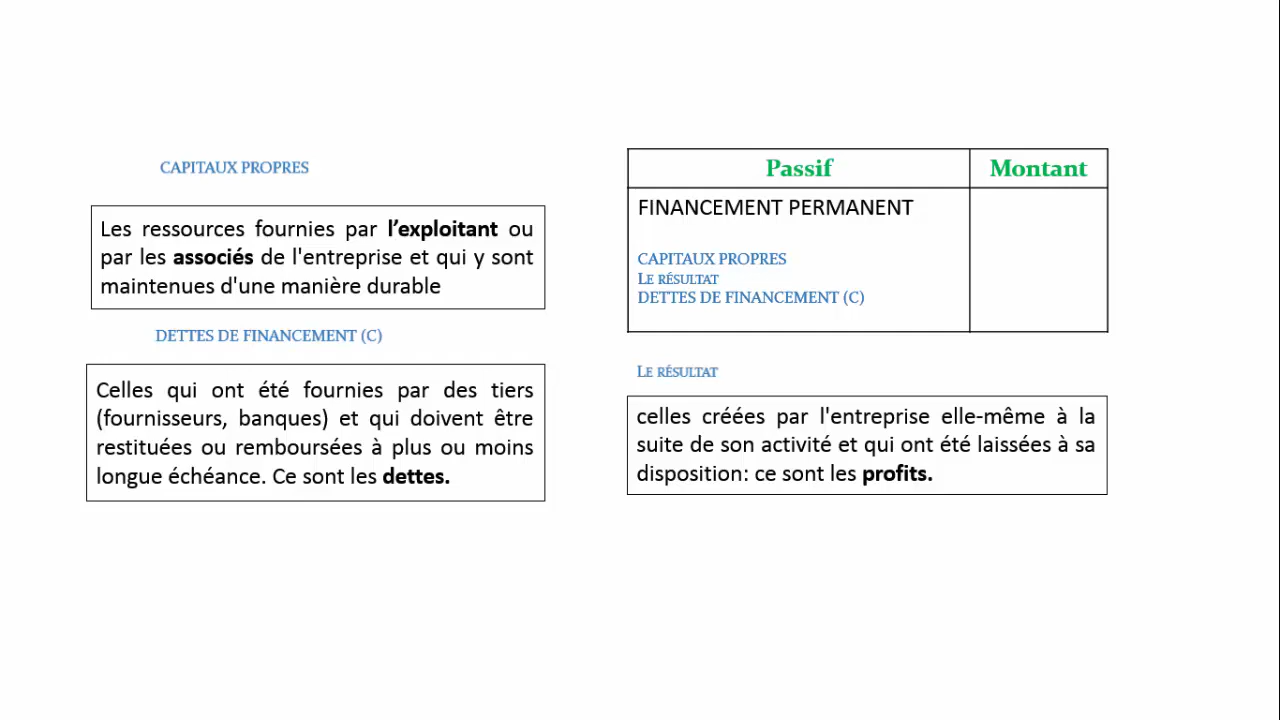 CAPITAUX PROPRES
Les ressources fournies par l’exploitant ou
par les associés de l'entreprise et qui y sont
maintenues d'une manière durable
DETTES DE FINANCEMENT (C)
Celles qui ont été fournies par des tiers
(fournisseurs, banques) et qui doivent être
restituées ou remboursées à plus ou moins
longue échéance. Ce sont les dettes.
Passif Montant
FINANCEMENT PERMANENT
CAPITAUX PROPRES
LE RÉSULTAT
DETTES DE FINANCEMENT (C)
LE RÉSULTAT
celles créées par l'entreprise elle-même à la
suite de son activité et qui ont été laissées à sa
disposition: ce sont les profits.